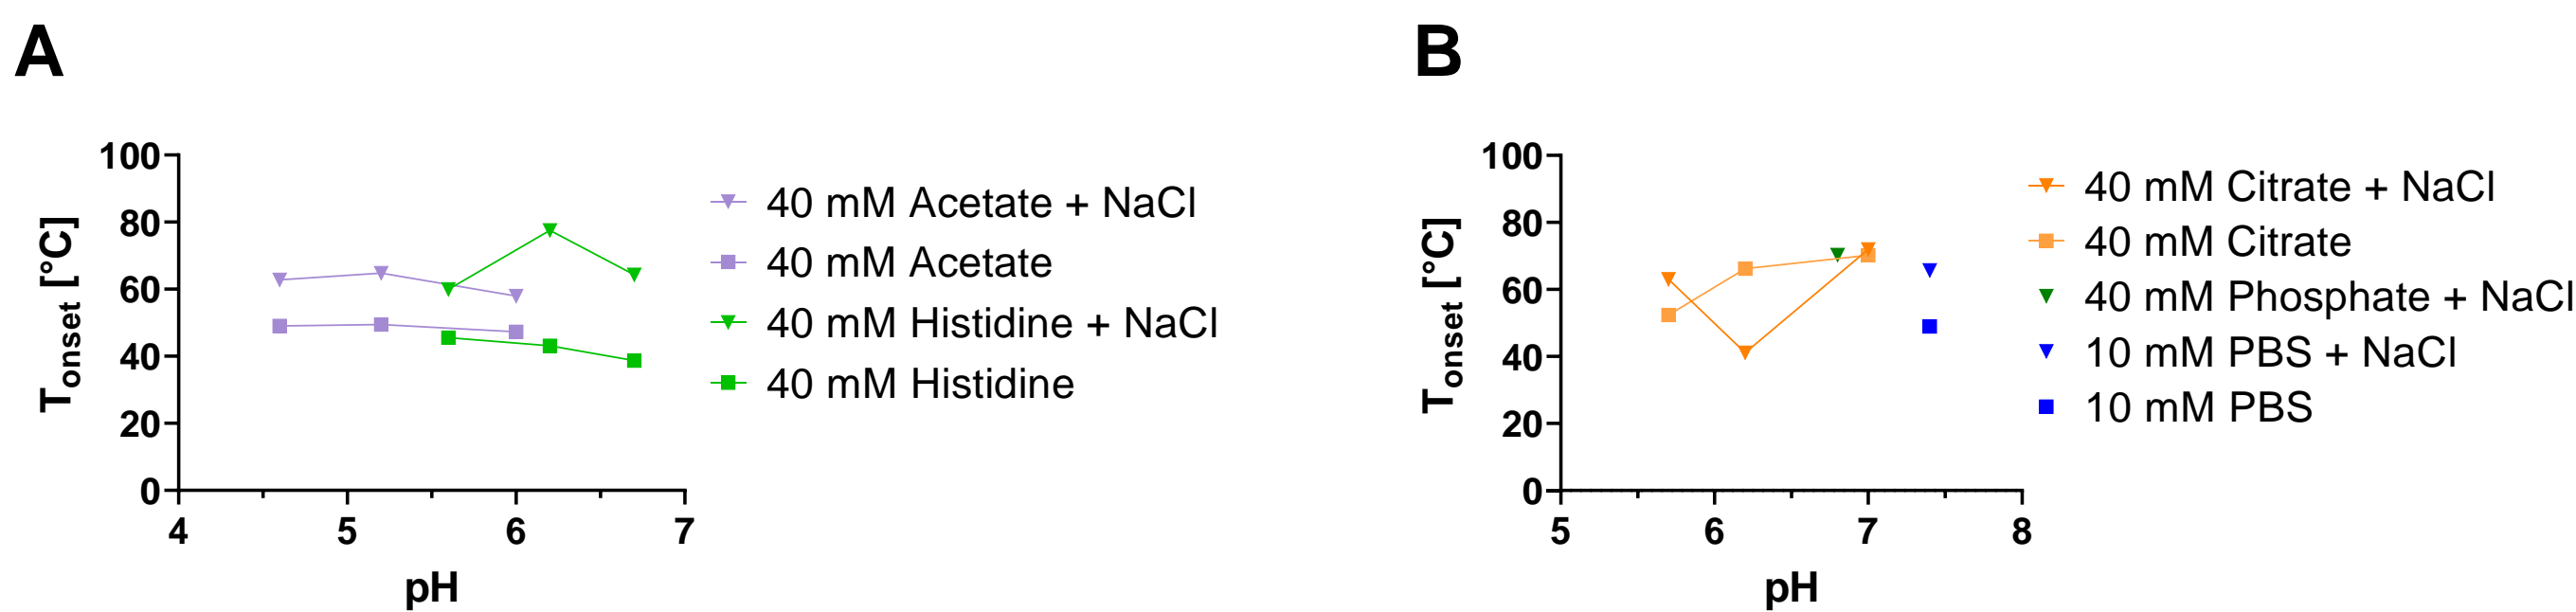 A
100
80
60
40
20
0
4
5
6
7
Tonset [°C]
pH
40 mM Acetate + NaCl
40 mM Acetate
40 mM Histidine + NaCl
40 mM Histidine
B
100
80
60
40
20
0
5
6
7
8
Tonset [°C]
pH
40 mM Citrate + NaCl
40 mM Citrate
40 mM Phosphate + NaCl
10 mM PBS + NaCl
10 mM PBS